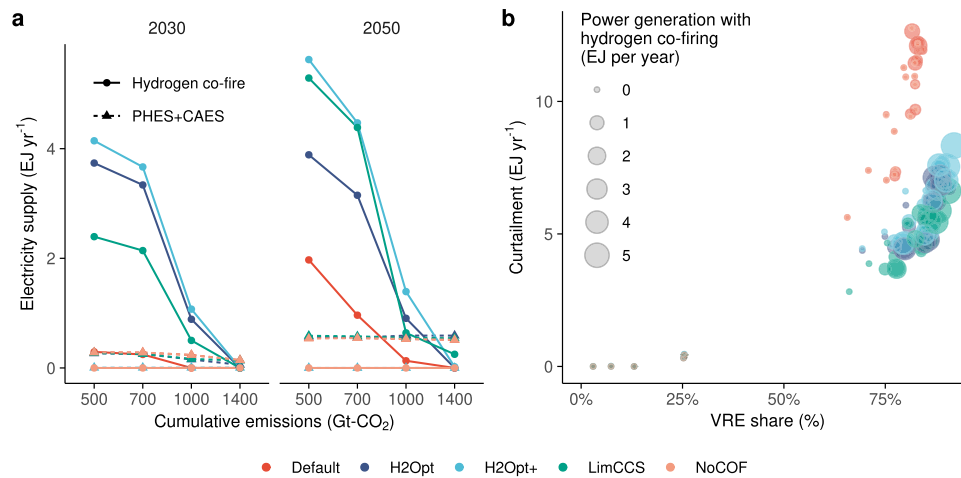 a
2030
2050
Hydrogen co-fire
PHES+CAES
Electricity supply (EJ yr⁻¹)
4
2
0
500
700
1000
1400
500
700
1000
1400
Cumulative emissions (Gt-CO₂)
b
Power generation with
hydrogen co-firing
(EJ per year)
0
1
2
3
4
5
Curtailment (EJ yr⁻¹)
10
5
0
0%
25%
50%
75%
VRE share (%)
Default
H2Opt
H2Opt+
LimCCS
NoCOF